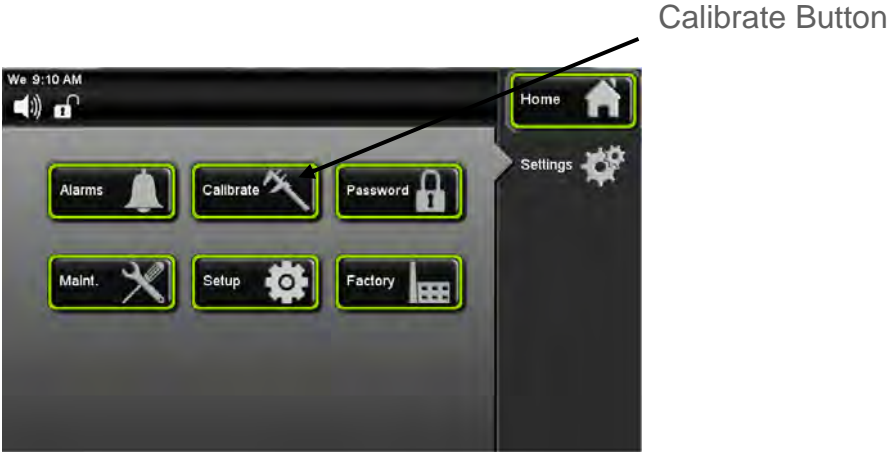 Calibrate Button
We 9:10 AM
Home
Settings
Alarms
Calibrate
Password
Maint.
Setup
Factory